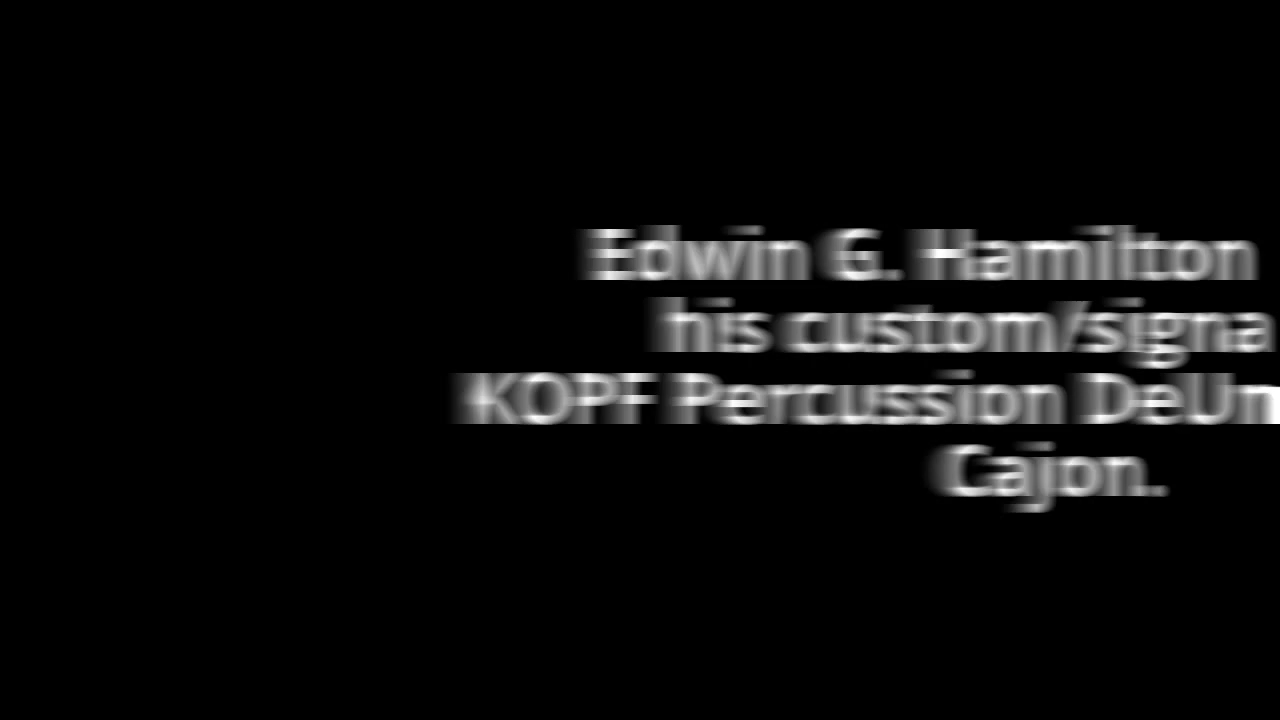 Edwin G. Hamilton
his custom/signa
KOPF Percussion DeUn
Cajon.